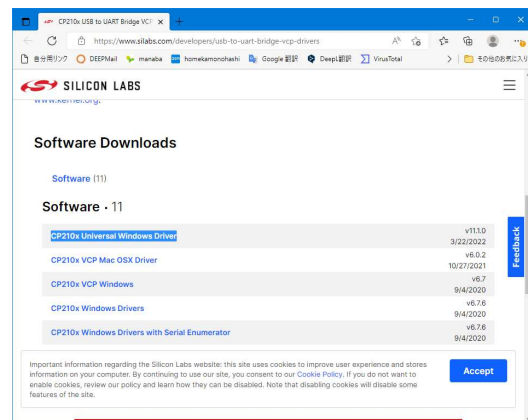 CP210x USB to UART Bridge VCP
https://www.silabs.com/developers/usb-to-uart-bridge-vcp-drivers
自分用リンク DEEPMail manaba homekamonohashi Google 翻訳 DeepL翻訳 VirusTotal その他のお気に入り
SILICON LABS
www.kernel.org.
Software Downloads
Software (11)
Software • 11
CP210x Universal Windows Driver v11.1.0
3/22/2022
CP210x VCP Mac OSX Driver v6.0.2
10/27/2021
CP210x VCP Windows v6.7
9/4/2020
CP210x Windows Drivers v6.7.6
9/4/2020
CP210x Windows Drivers with Serial Enumerator v6.7.6
9/4/2020
Feedback
Important information regarding the Silicon Labs website: this site uses cookies to improve user experience and stores
information on your computer. By continuing to use our site, you consent to our Cookie Policy. If you do not want to
enable cookies, review our policy and learn how they can be disabled. Note that disabling cookies will disable some
features of the site.
Accept